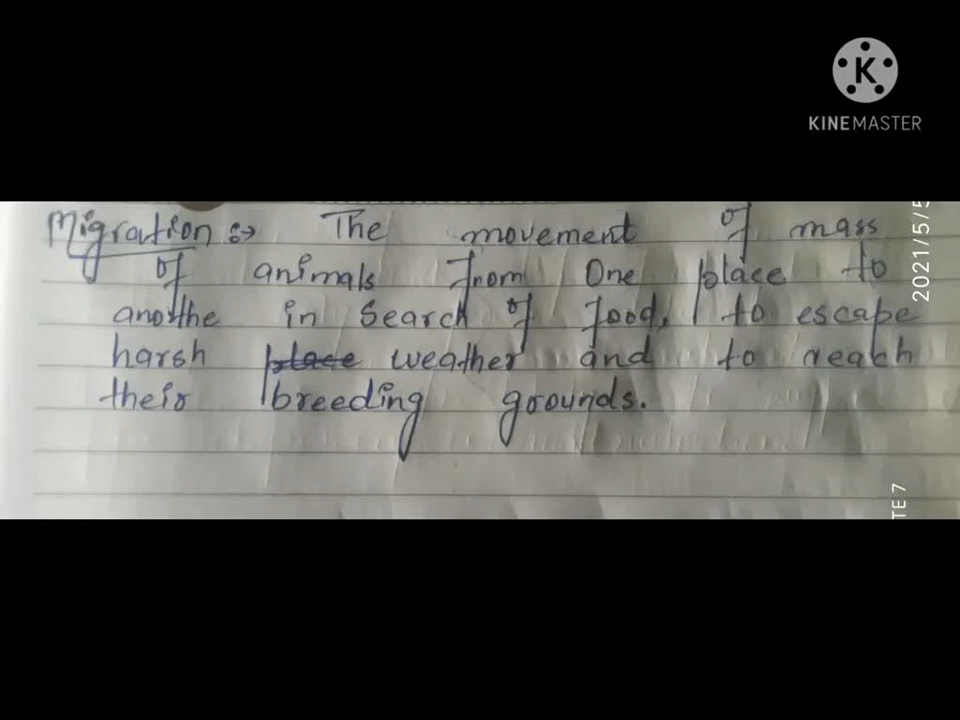 K
KINEMASTER
Migration :→ The movement of mass
of animals from One place to
anothe in Search of food, to escape
harsh place weather and to reach
their breeding grounds.
2021/5/5
TE 7